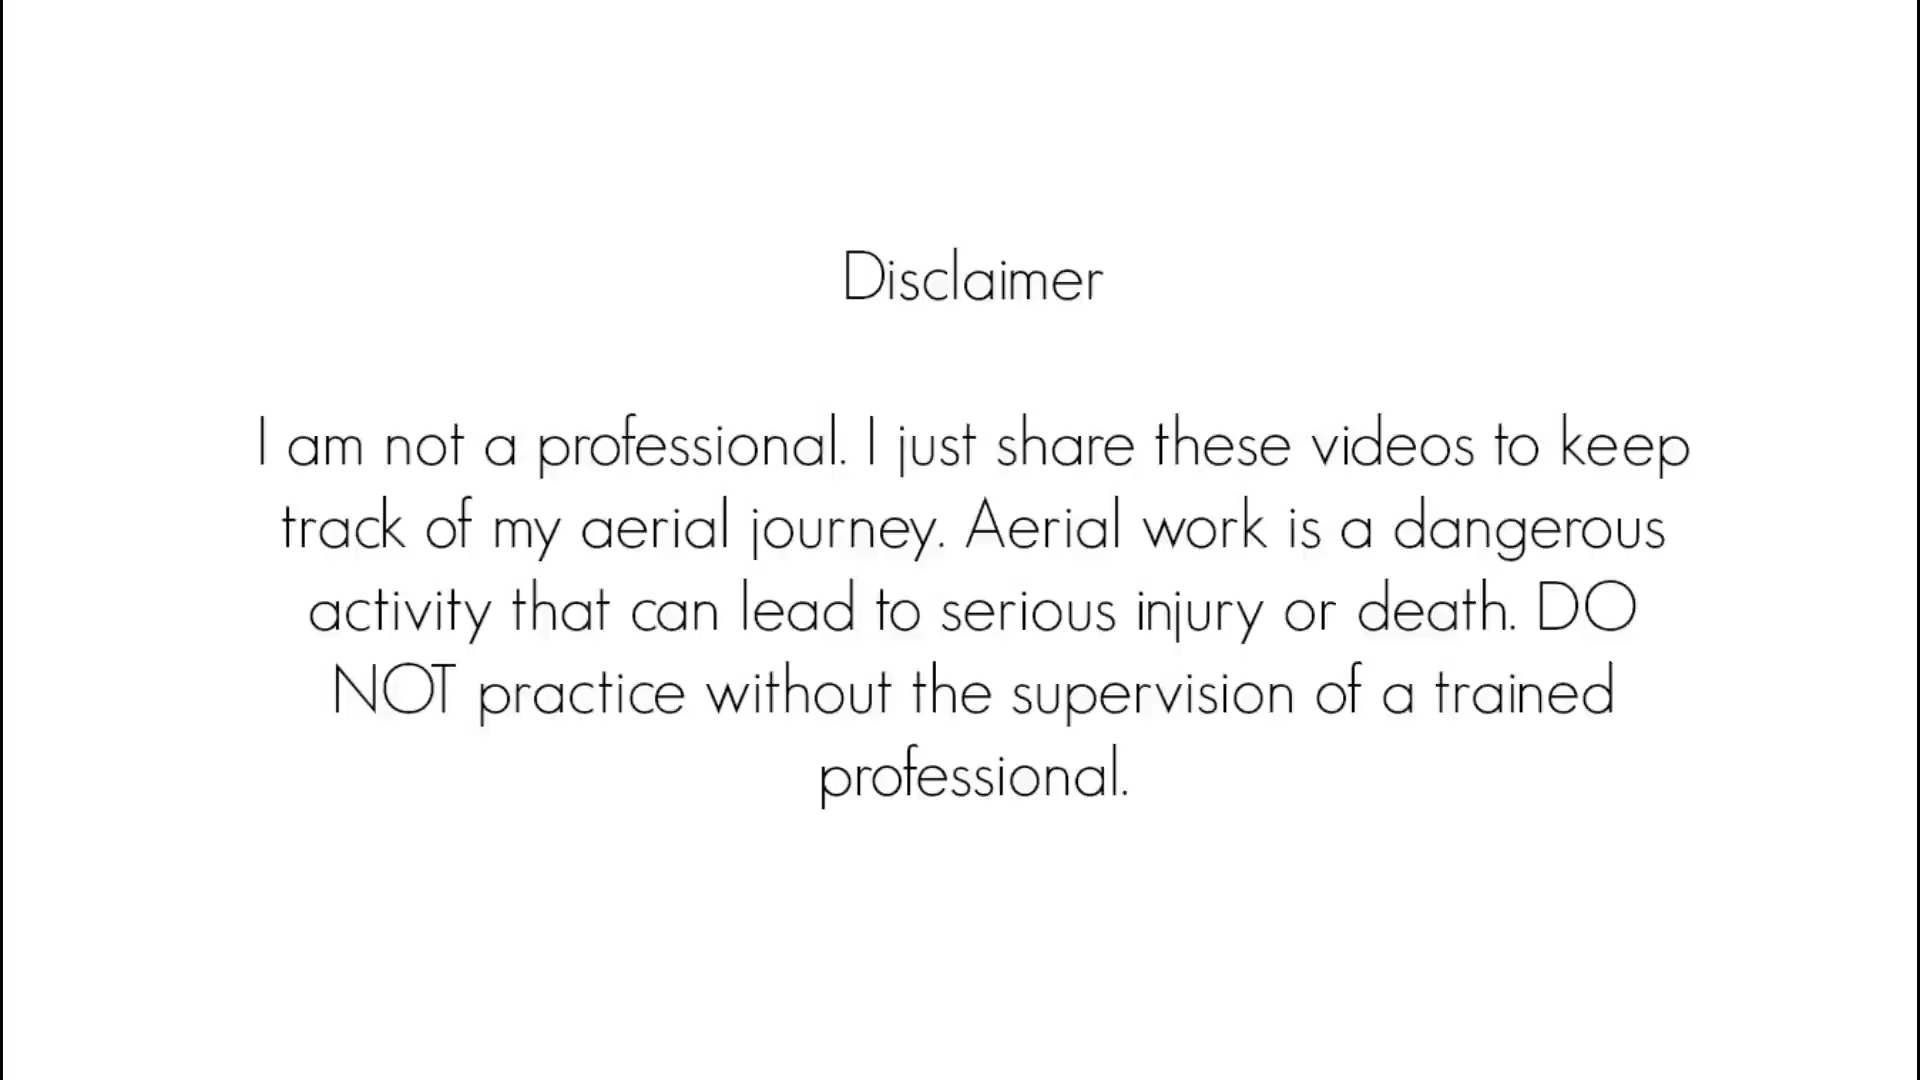 Disclaimer
I am not a professional. I just share these videos to keep
track of my aerial journey. Aerial work is a dangerous
activity that can lead to serious injury or death. DO
NOT practice without the supervision of a trained
professional.